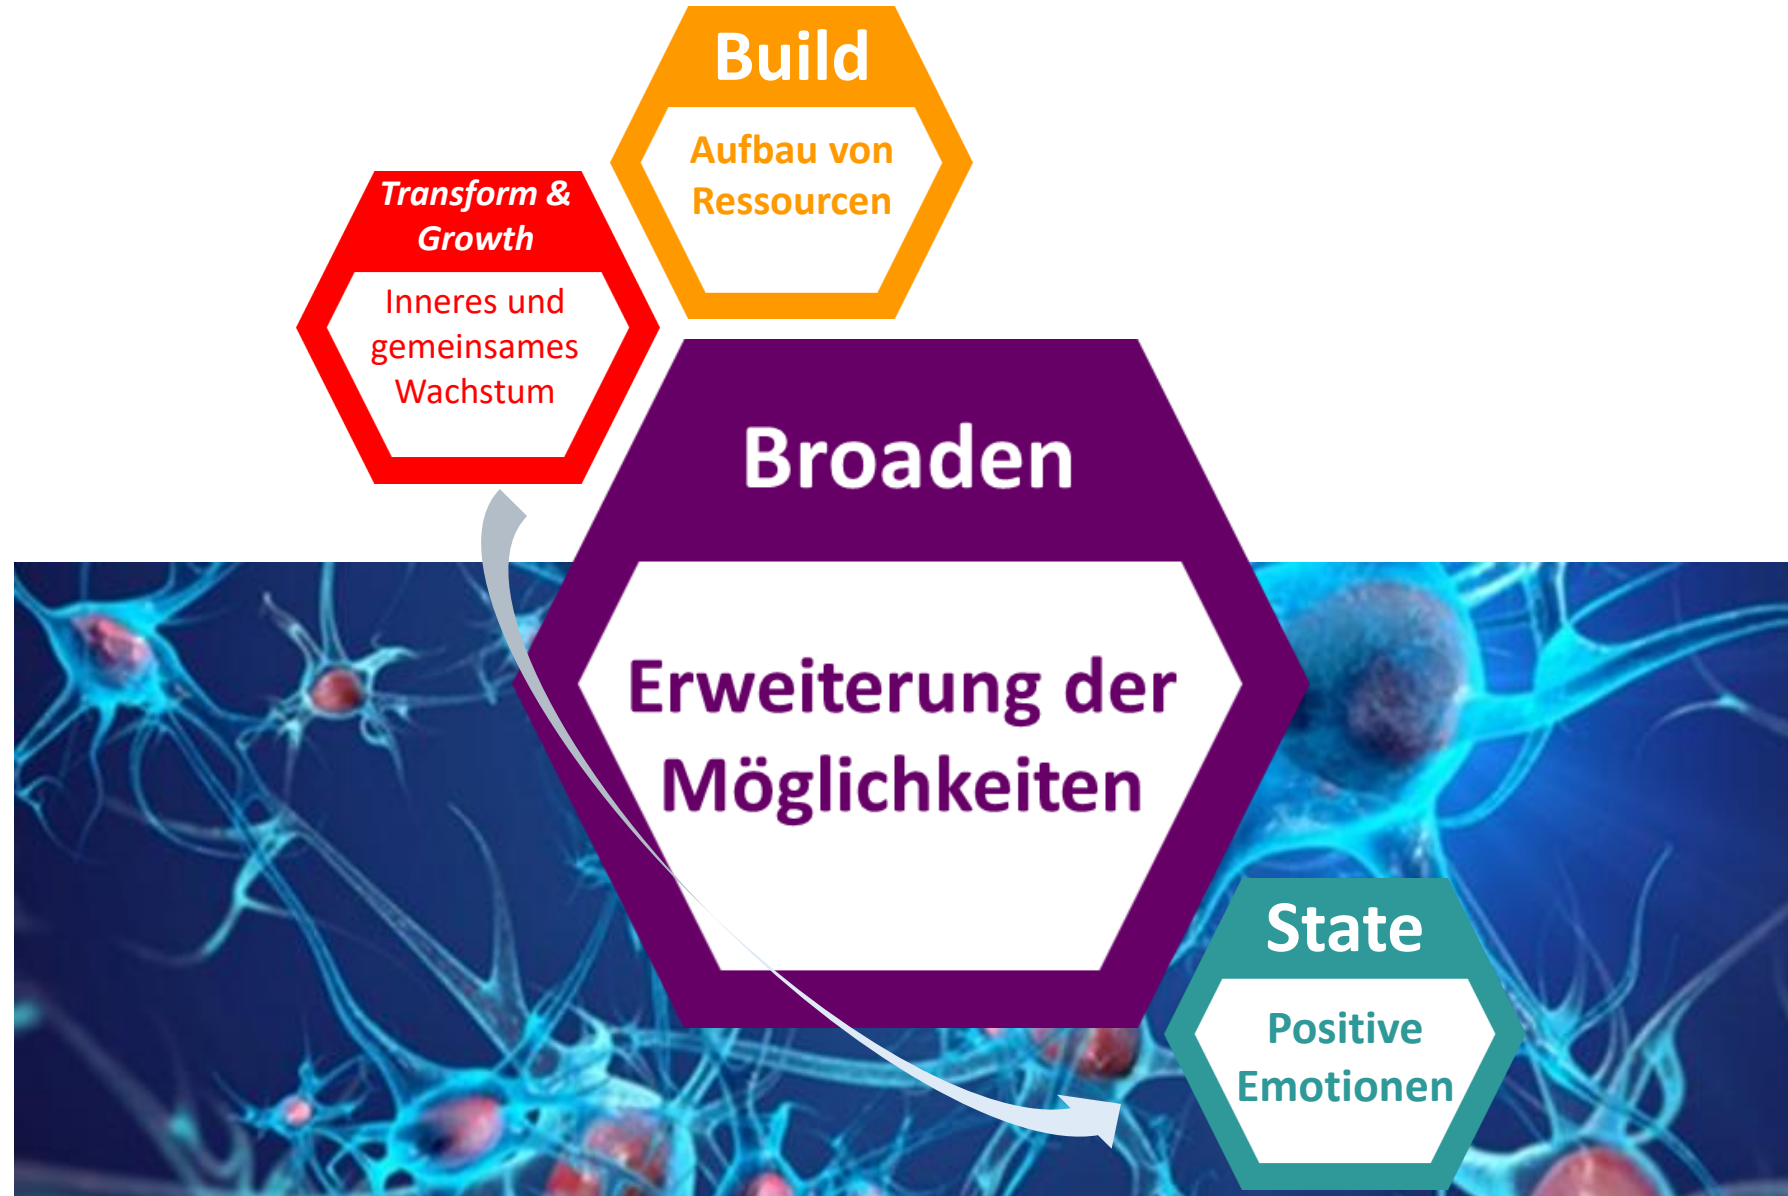 Build
Aufbau von
Ressourcen
Transform &
Growth
Inneres und
gemeinsames
Wachstum
Broaden
Erweiterung der
Möglichkeiten
State
Positive
Emotionen